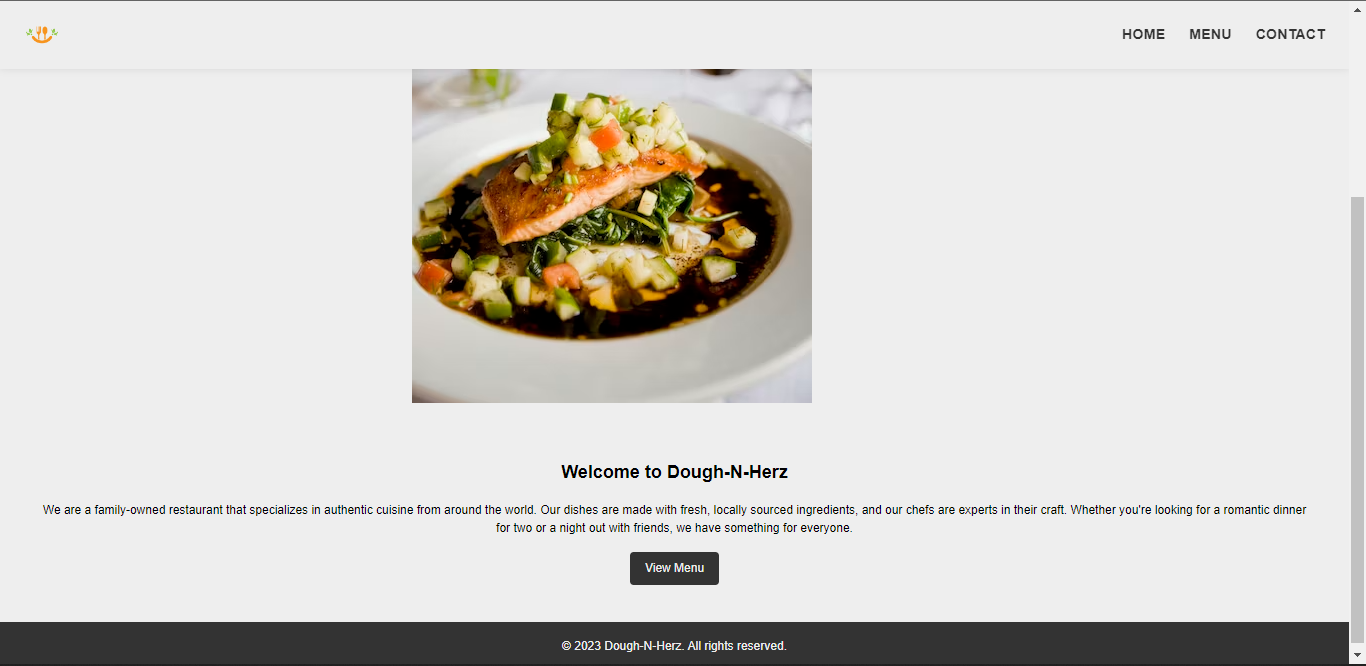 HOME MENU CONTACT
Welcome to Dough-N-Herz
We are a family-owned restaurant that specializes in authentic cuisine from around the world. Our dishes are made with fresh, locally sourced ingredients, and our chefs are experts in their craft. Whether you're looking for a romantic dinner
for two or a night out with friends, we have something for everyone.
View Menu
© 2023 Dough-N-Herz. All rights reserved.